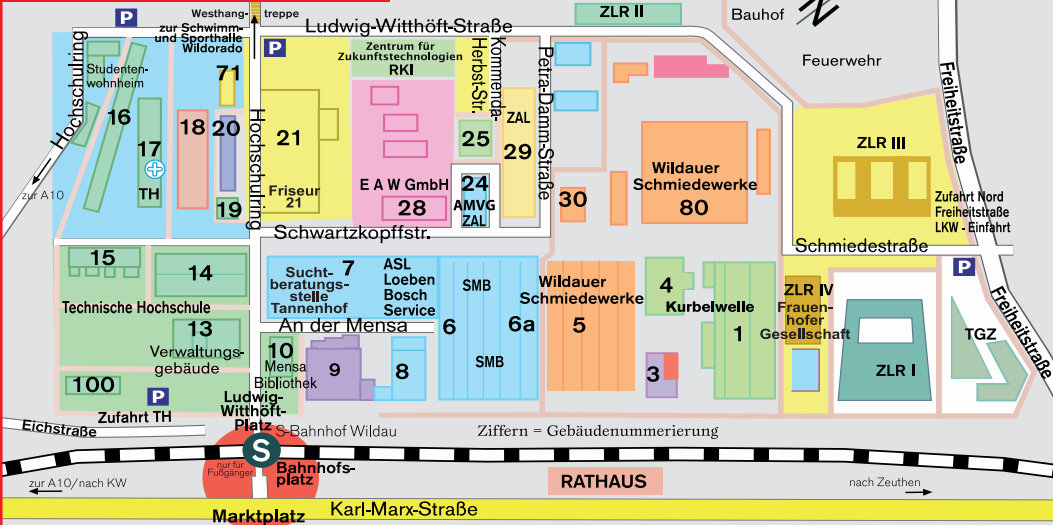 Westhang-
treppe
P
Ludwig-Witthöft-Straße
ZLR II
Bauhof
N
zur Schwimm-
und Sporthalle
Wildorado
P
Zentrum für
Zukunftstechnologien
RKI
Kommenda-
Herbst-Str.
Petra-Damm-Straße
Feuerwehr
Freiheitstraße
Hochschulring
Studenten-
wohnheim
71
16
17
TH
18
20
19
Hochschulring
21
Friseur
21
E A W GmbH
28
25
24
AMVG
ZAL
ZAL
29
30
Wildauer
Schmiedewerke
80
ZLR III
Zufahrt Nord
Freiheitstraße
LKW - Einfahrt
zur A10
Schwartzkopffstr.
Schmiedestraße
P
15
14
Technische Hochschule
13
Verwaltungs-
gebäude
100
P
Zufahrt TH
7
Sucht-
beratungs-
stelle
Tannenhof
ASL
Loeben
Bosch
Service
An der Mensa
10
Mensa
Bibliothek
9
8
6
SMB
6a
SMB
Wildauer
Schmiedewerke
5
4
Kurbelwelle
1
3
ZLR IV
Frauen-
hofer
Gesellschaft
ZLR I
TGZ
Freiheitstraße
Ludwig-
Witthöft-
Platz
Eichstraße
S-Bahnhof Wildau
Ziffern = Gebäudenummerierung
S
nur für
Fußgänger
Bahnhofs-
platz
RATHAUS
zur A10/nach KW
nach Zeuthen
Karl-Marx-Straße
Marktplatz